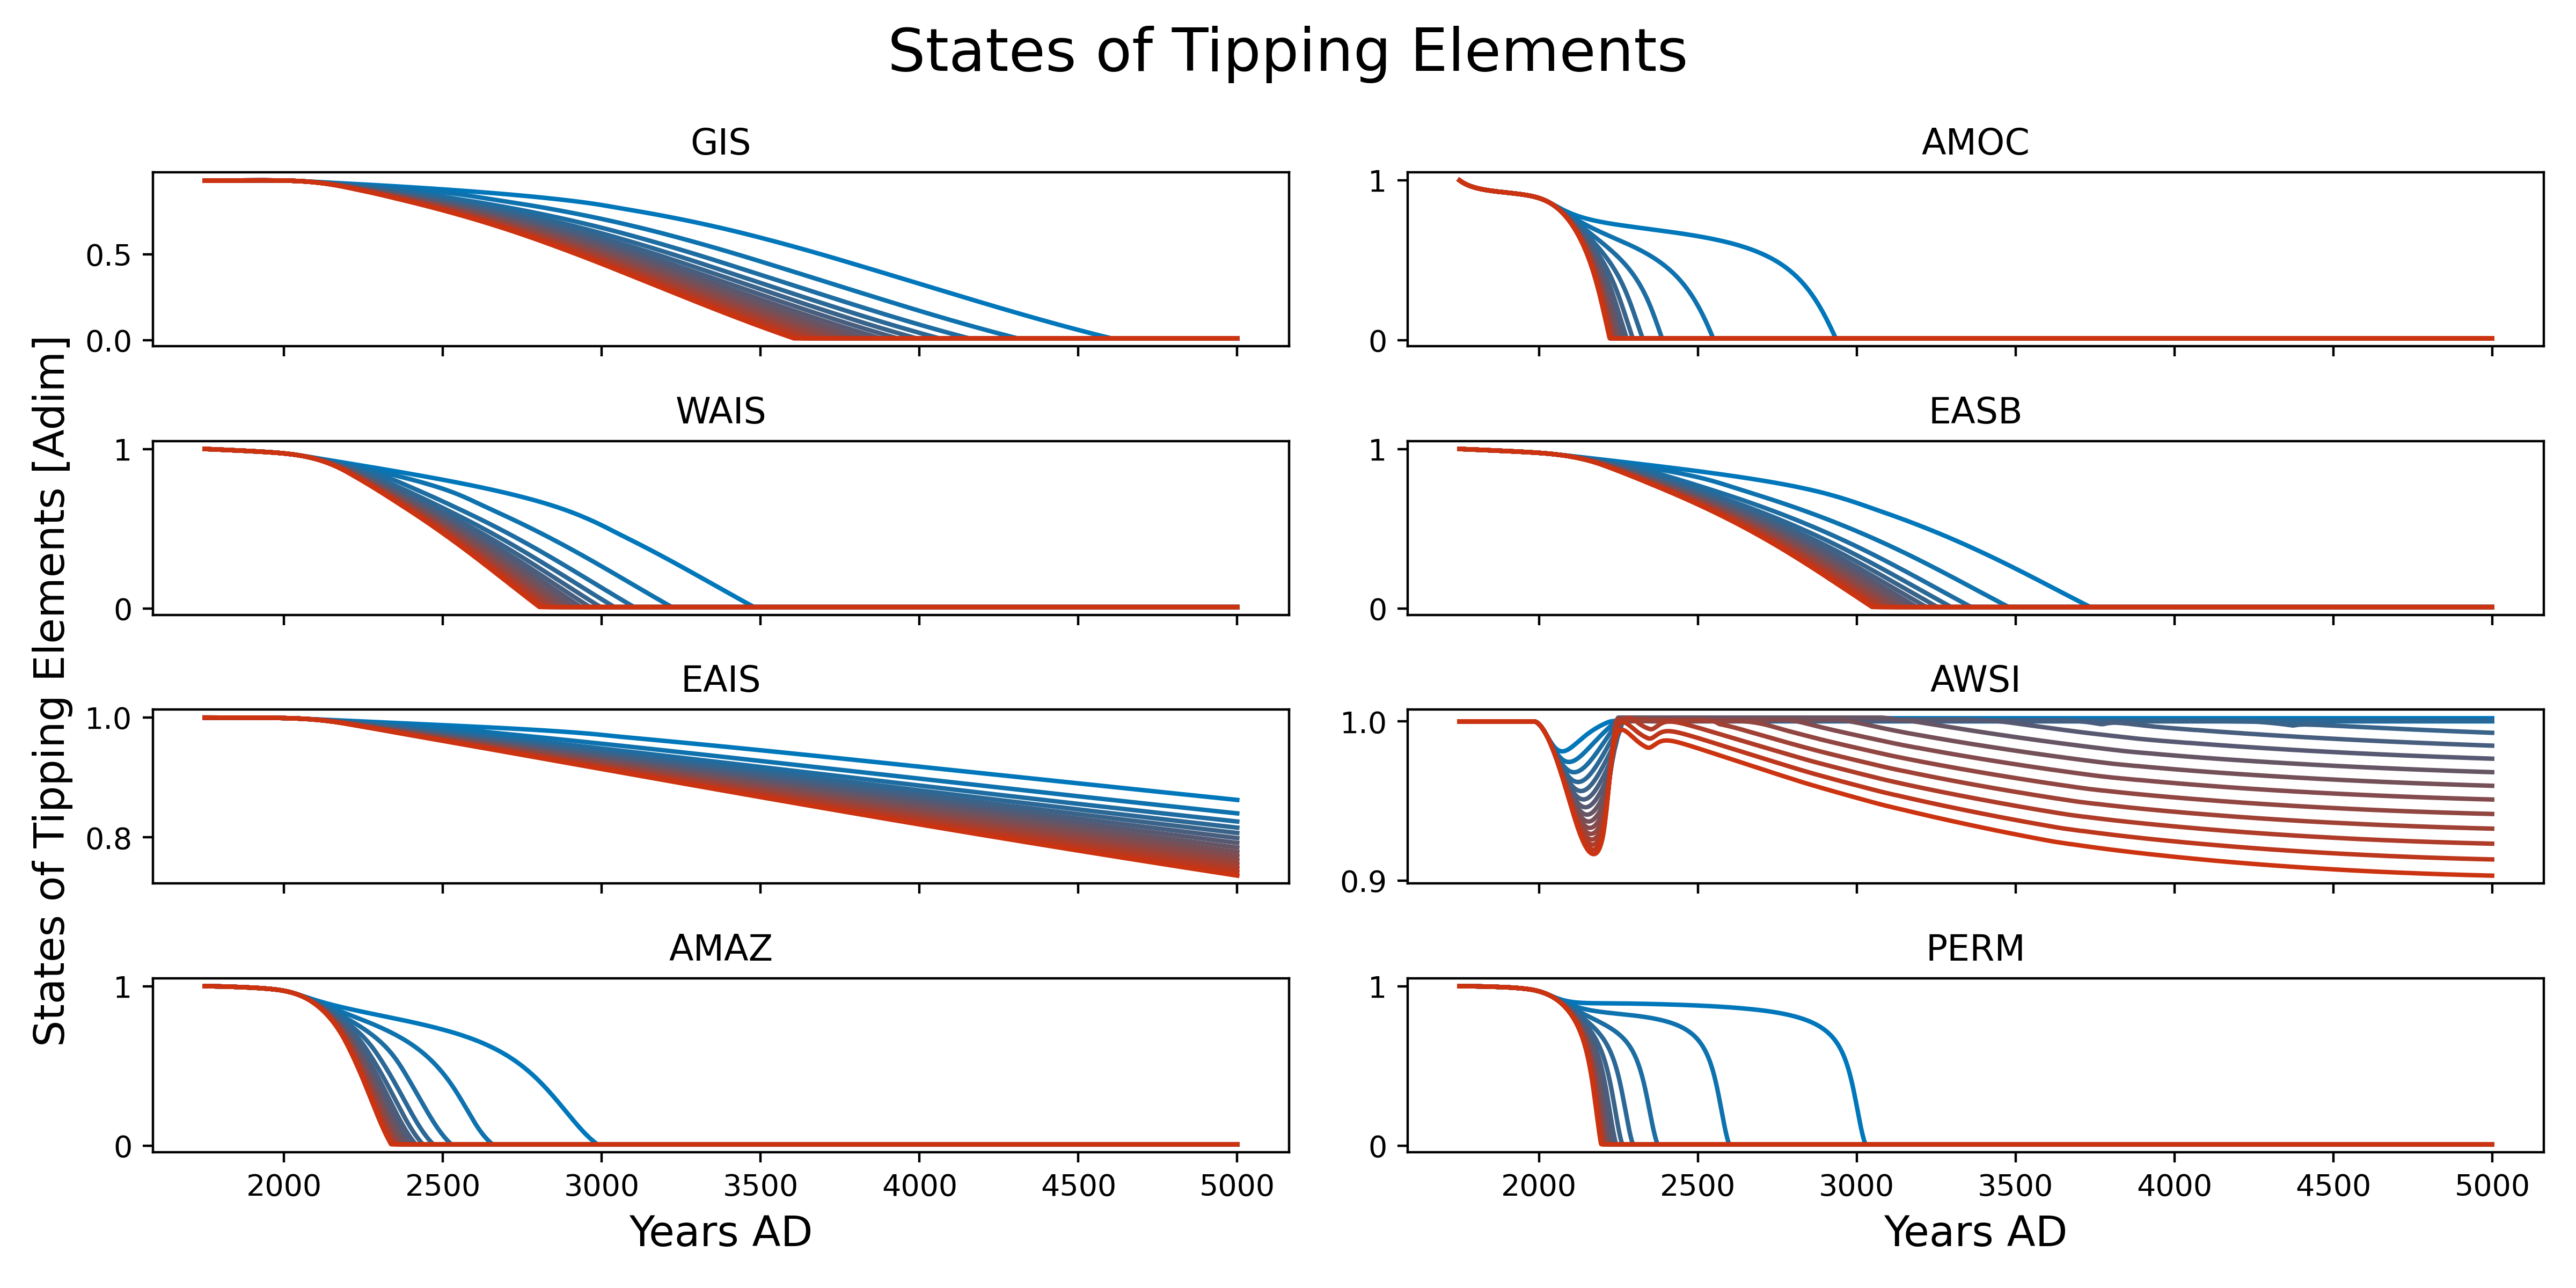 States of Tipping Elements
States of Tipping Elements [Adim]
GIS
0.5
0.0
AMOC
1
0
WAIS
1
0
EASB
1
0
EAIS
1.0
0.8
AWSI
1.0
0.9
AMAZ
1
0
2000 2500 3000 3500 4000 4500 5000
Years AD
PERM
1
0
2000 2500 3000 3500 4000 4500 5000
Years AD